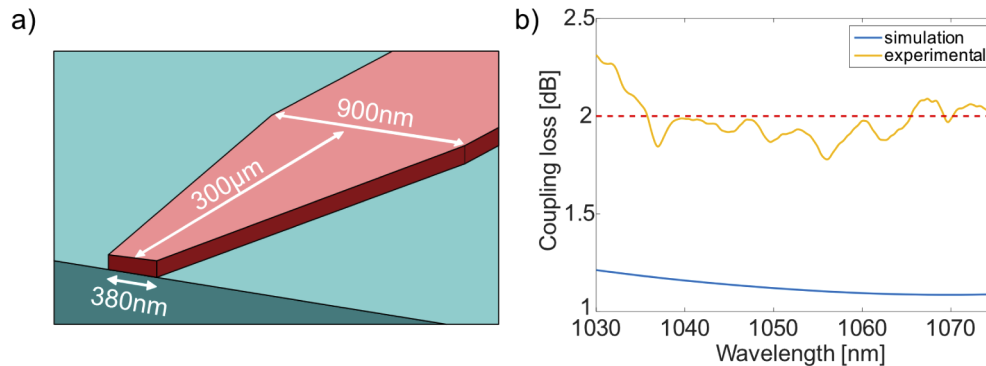 a)
900nm
300µm
380nm
b)
2.5
2
1.5
1
Coupling loss [dB]
simulation
experimental
1030
1040
1050
1060
1070
Wavelength [nm]